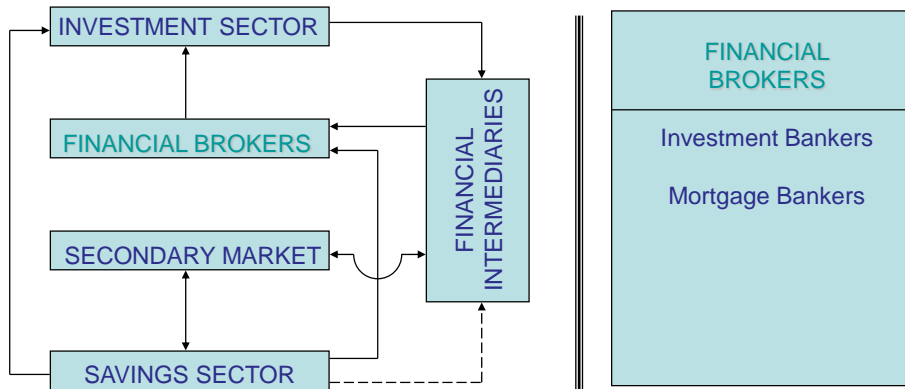 INVESTMENT SECTOR
FINANCIAL BROKERS
SECONDARY MARKET
SAVINGS SECTOR
FINANCIAL
INTERMEDIARIES
FINANCIAL
BROKERS
Investment Bankers
Mortgage Bankers